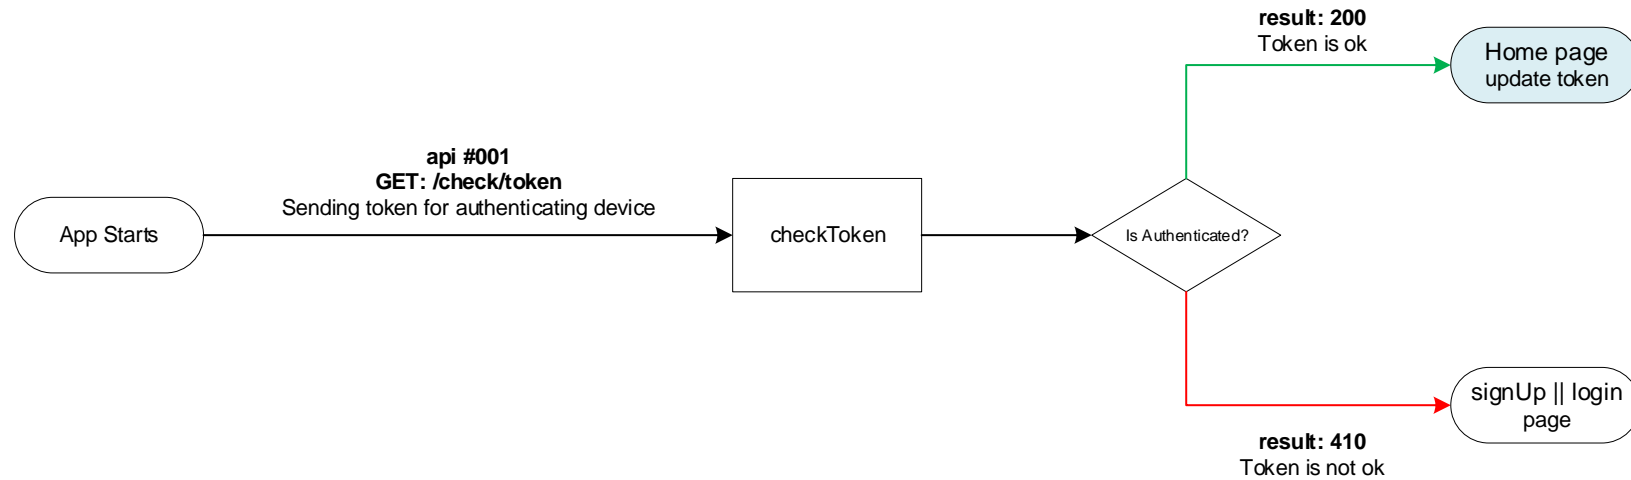 result: 200
Token is ok
Home page
update token
api #001
GET: /check/token
Sending token for authenticating device
App Starts
checkToken
Is Authenticated?
signUp || login
page
result: 410
Token is not ok